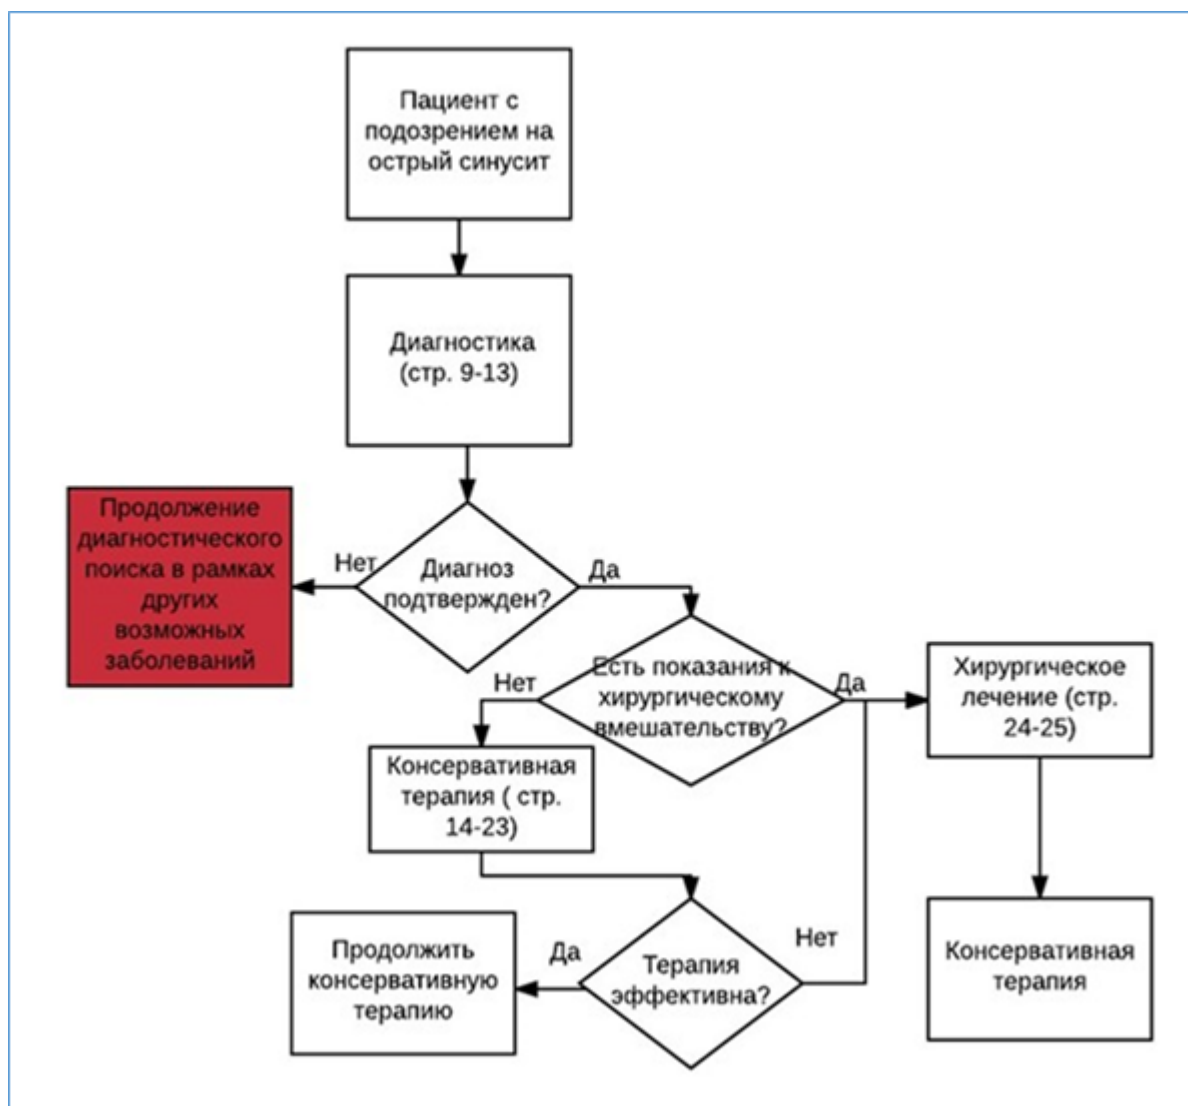 Пациент с
подозрением на
острый синусит
Диагностика
(стр. 9-13)
Продолжение
диагностического
поиска в рамках
других
возможных
заболеваний
Нет
Диагноз
подтвержден?
Да
Нет
Есть показания к
хирургическому
вмешательству?
Да
Хирургическое
лечение (стр.
24-25)
Консервативная
терапия ( стр.
14-23)
Продолжить
консервативную
терапию
Да
Терапия
эффективна?
Нет
Консервативная
терапия